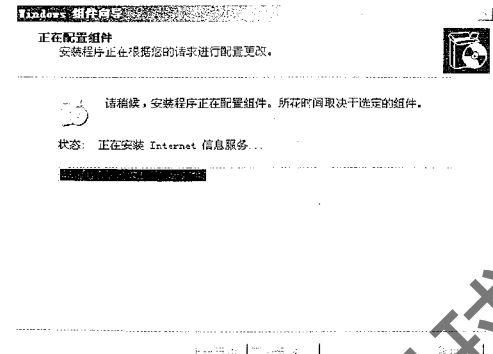 Windows 组件向导
正在配置组件
安装程序正在根据您的请求进行配置更改。
请稍候，安装程序正在配置组件。所花时间取决于选定的组件。
状态: 正在安装 Internet 信息服务...